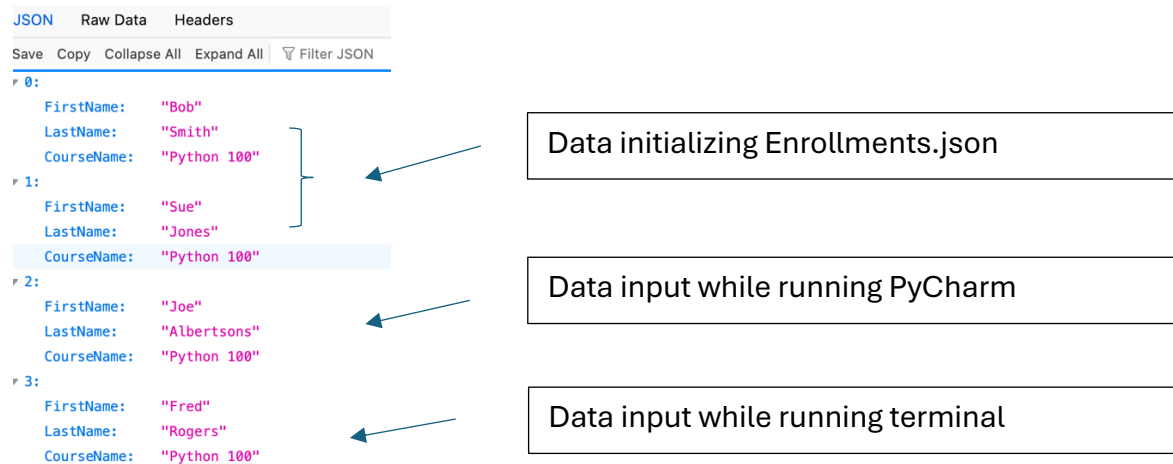 JSON Raw Data Headers
Save Copy Collapse All Expand All Filter JSON
0:
FirstName: "Bob"
LastName: "Smith"
CourseName: "Python 100"
1:
FirstName: "Sue"
LastName: "Jones"
CourseName: "Python 100"
2:
FirstName: "Joe"
LastName: "Albertsons"
CourseName: "Python 100"
3:
FirstName: "Fred"
LastName: "Rogers"
CourseName: "Python 100"
Data initializing Enrollments.json
Data input while running PyCharm
Data input while running terminal